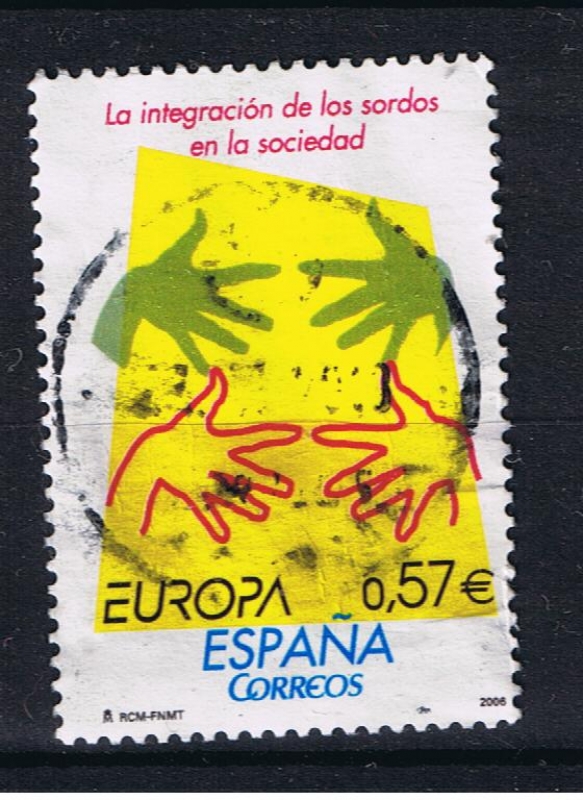 La integración de los sordos
en la sociedad
EUROPA 0,57€
ESPAÑA
CORREOS
RCM-FNMT 2006